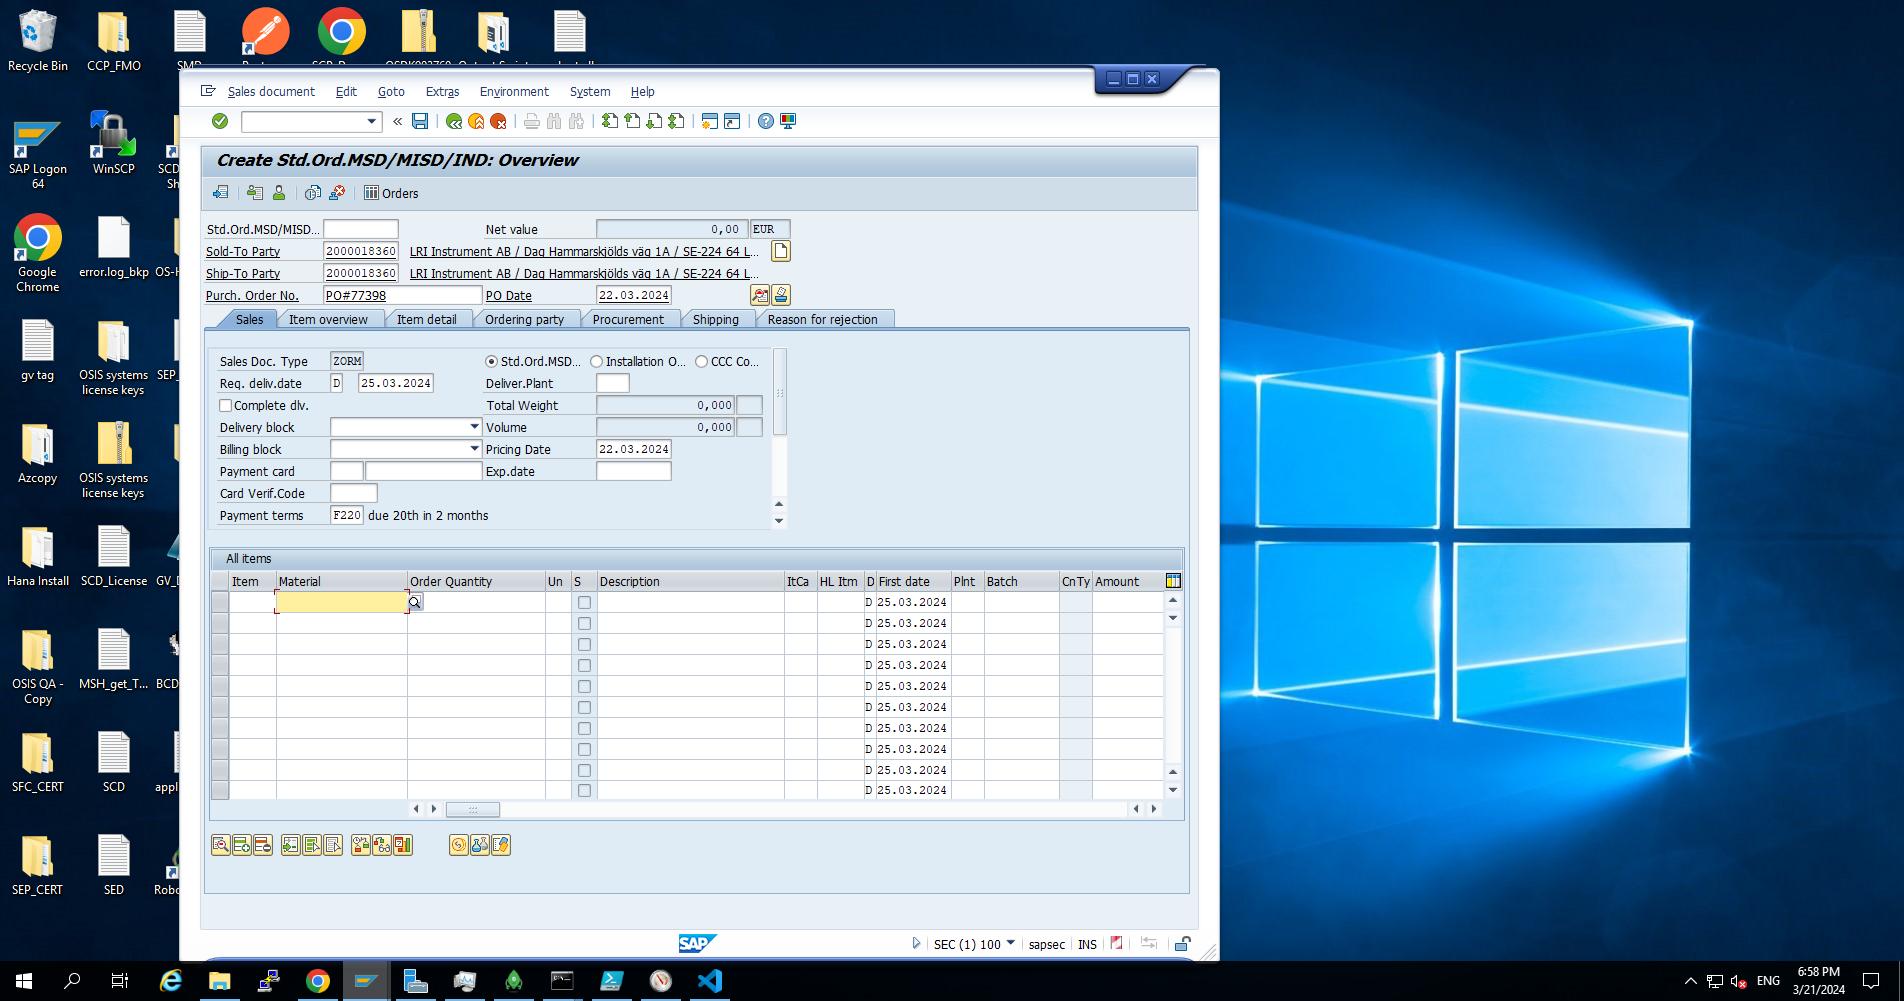 Recycle Bin
CCP_FMO
SAP Logon 64
WinSCP
Google Chrome
error.log_bkp
gv tag
OSIS systems license keys
Azcopy
OSIS systems license keys
Hana Install
SCD_License
OSIS QA - Copy
MSH_get_T...
SFC_CERT
SCD
SEP_CERT
SED
Sales document Edit Goto Extras Environment System Help
Create Std.Ord.MSD/MISD/IND: Overview
Orders
Std.Ord.MSD/MISD... Net value 0,00 EUR
Sold-To Party 2000018360 LRI Instrument AB / Dag Hammarskjölds väg 1A / SE-224 64 L...
Ship-To Party 2000018360 LRI Instrument AB / Dag Hammarskjölds väg 1A / SE-224 64 L...
Purch. Order No. PO#77398 PO Date 22.03.2024
Sales Item overview Item detail Ordering party Procurement Shipping Reason for rejection
Sales Doc. Type ZORM Std.Ord.MSD... Installation O... CCC Co...
Req. deliv.date D 25.03.2024 Deliver.Plant
Complete dlv. Total Weight 0,000
Delivery block Volume 0,000
Billing block Pricing Date 22.03.2024
Payment card Exp.date
Card Verif.Code
Payment terms F220 due 20th in 2 months
All items
Item Material Order Quantity Un S Description ItCa HL Itm D First date Plnt Batch CnTy Amount
D 25.03.2024
D 25.03.2024
D 25.03.2024
D 25.03.2024
D 25.03.2024
D 25.03.2024
D 25.03.2024
D 25.03.2024
D 25.03.2024
D 25.03.2024
SAP SEC (1) 100 sapsec INS
ENG 6:58 PM
3/21/2024